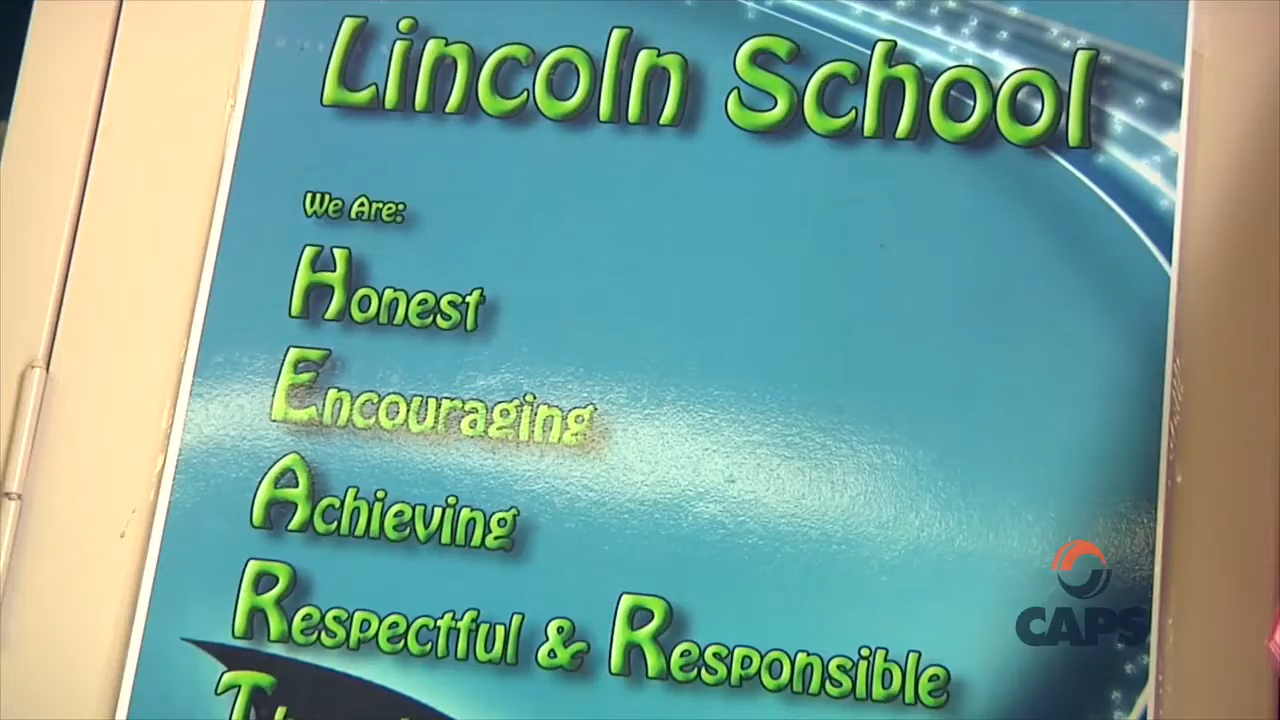 Lincoln School
We Are:
Honest
Encouraging
Achieving
Respectful & Responsible
CAPS